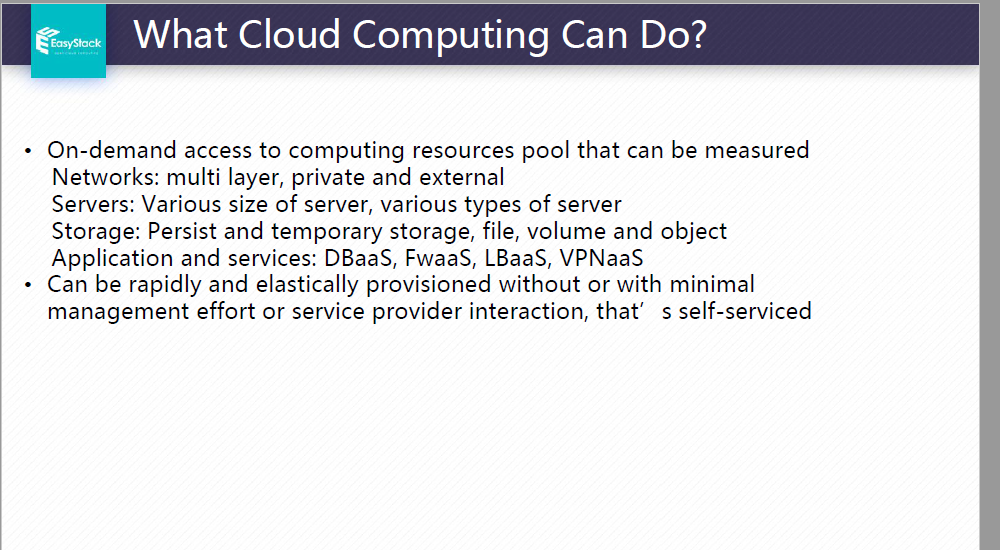 EasyStack
What Cloud Computing Can Do?
• On-demand access to computing resources pool that can be measured
Networks: multi layer, private and external
Servers: Various size of server, various types of server
Storage: Persist and temporary storage, file, volume and object
Application and services: DBaaS, FwaaS, LBaaS, VPNaaS
• Can be rapidly and elastically provisioned without or with minimal
management effort or service provider interaction, that’ s self-serviced